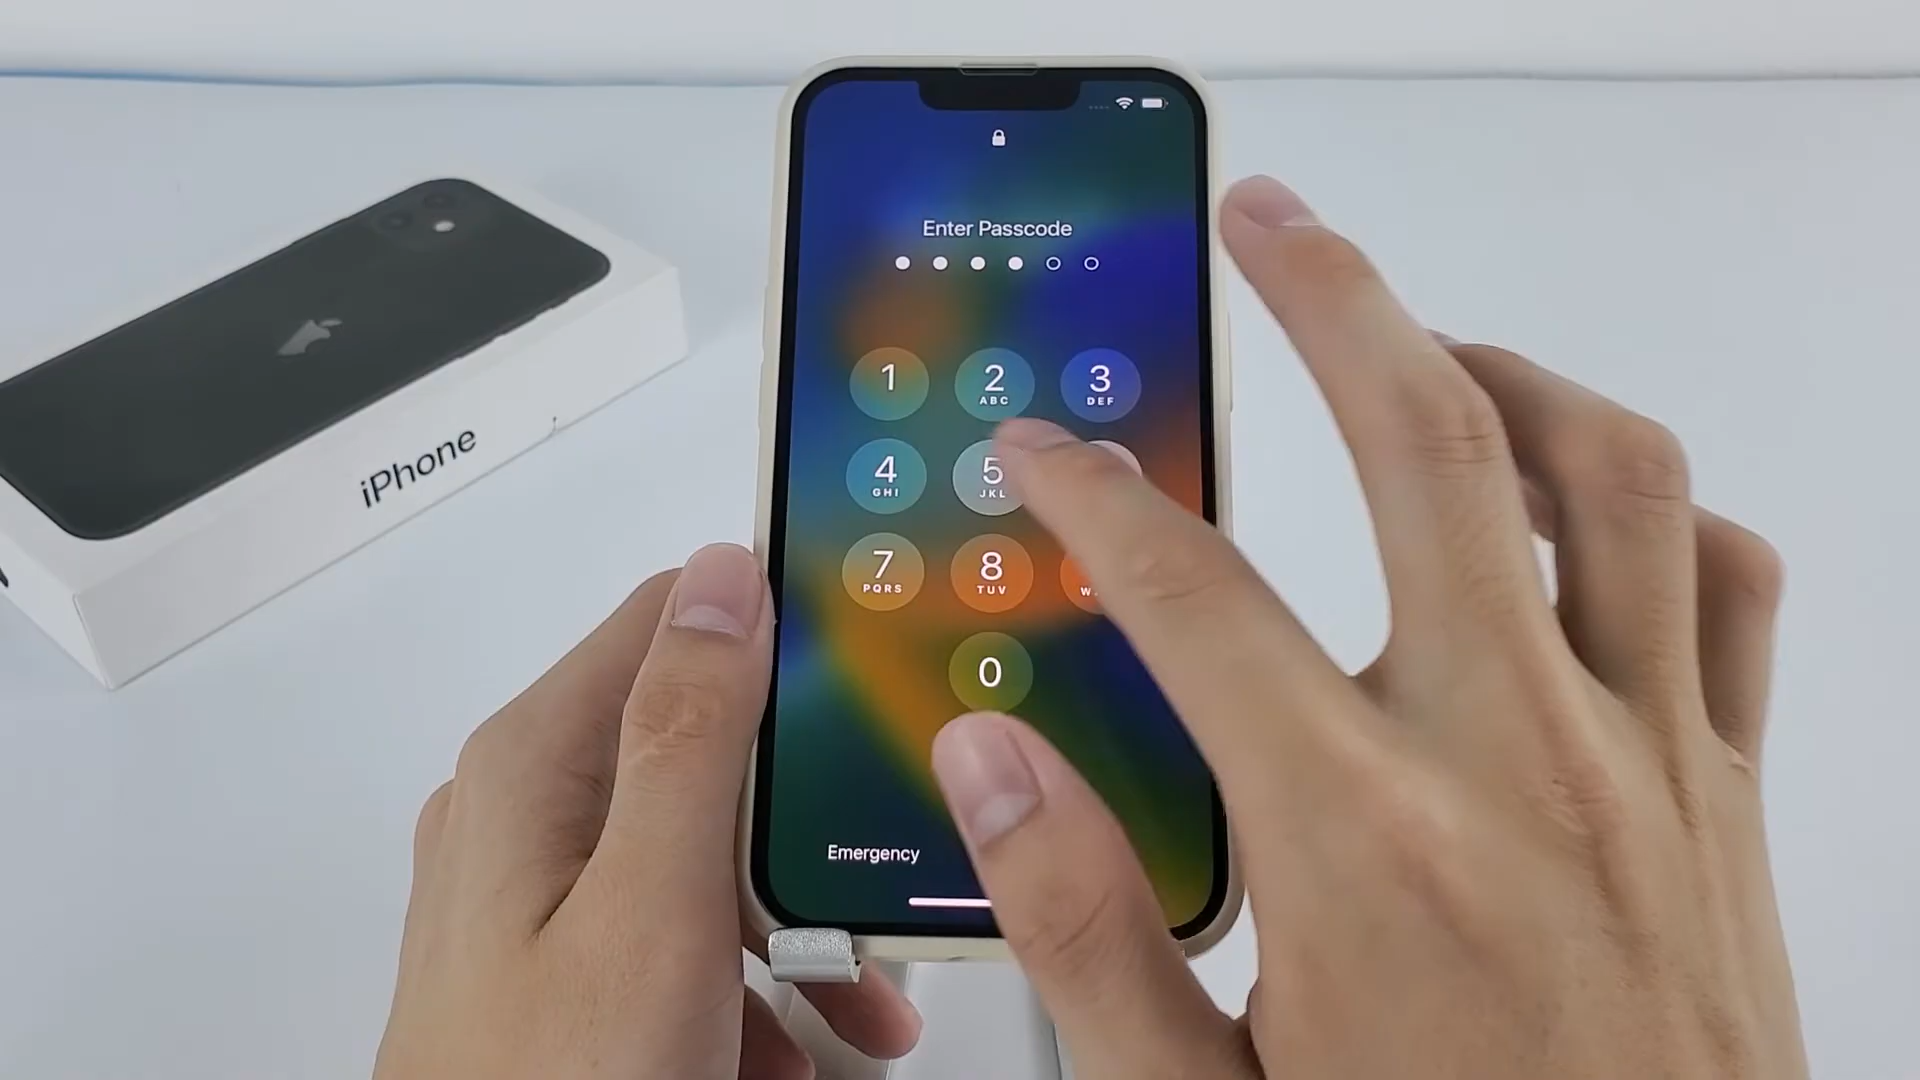 Enter Passcode
1
2
ABC
3
DEF
4
GHI
5
JKL
7
PQRS
8
TUV
W
0
Emergency
iPhone